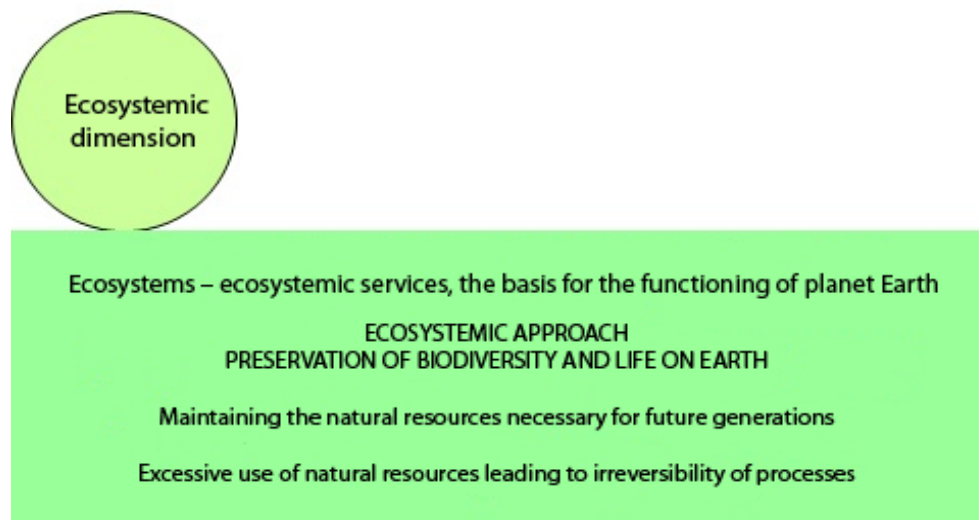 Ecosystemic
dimension
Ecosystems – ecosystemic services, the basis for the functioning of planet Earth
ECOSYSTEMIC APPROACH
PRESERVATION OF BIODIVERSITY AND LIFE ON EARTH
Maintaining the natural resources necessary for future generations
Excessive use of natural resources leading to irreversibility of processes